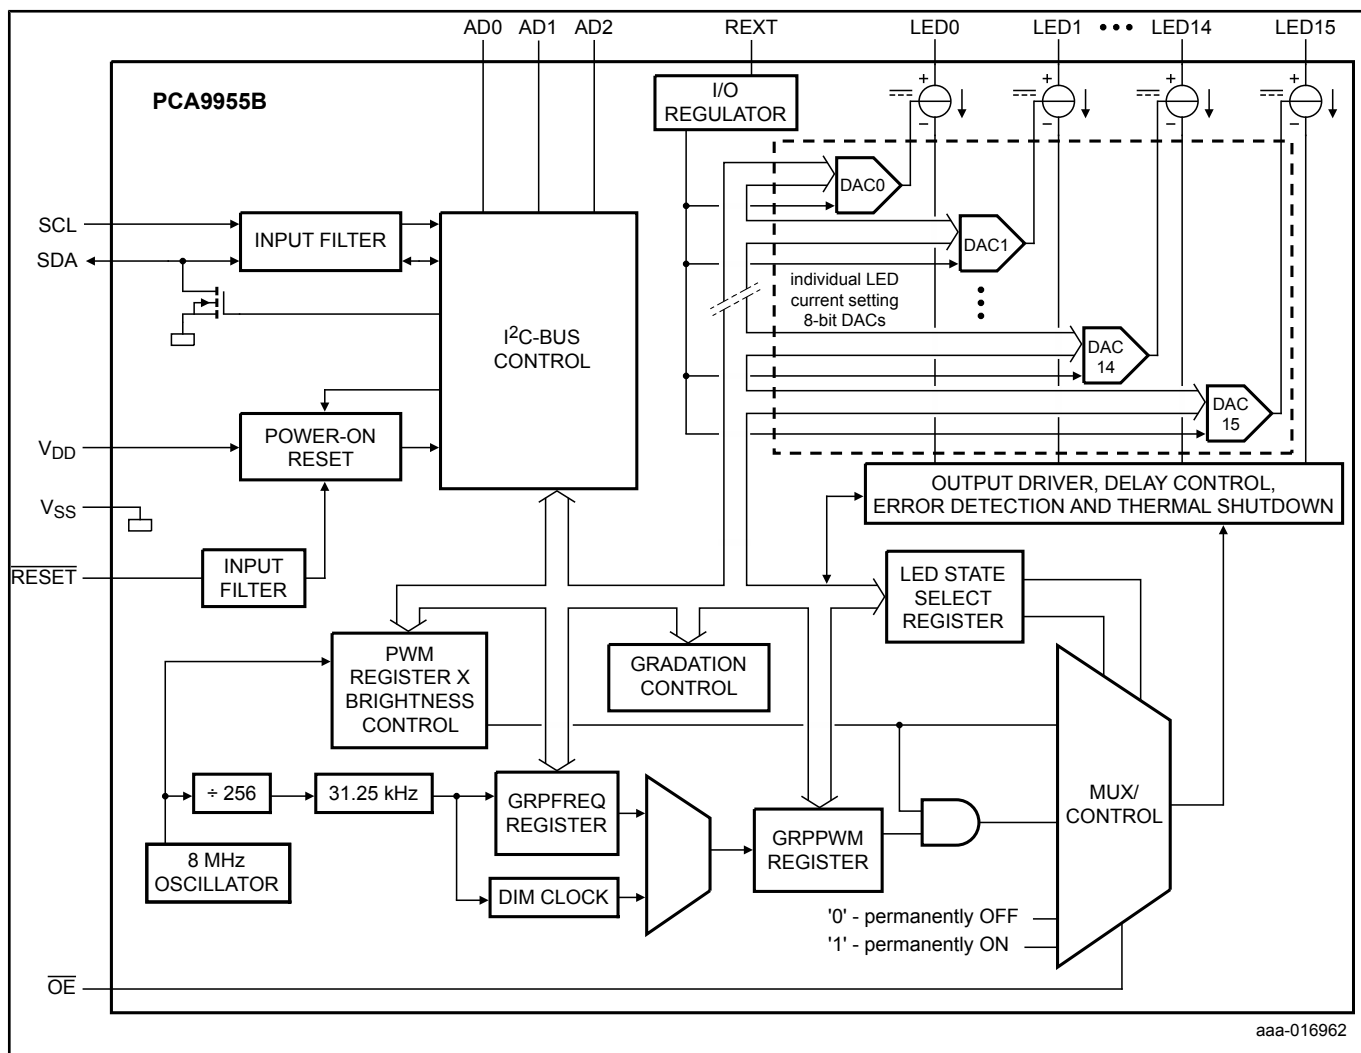 AD0 AD1 AD2 REXT LED0 LED1 ••• LED14 LED15
PCA9955B
I/O
REGULATOR
+ + + +
− − − −
DAC0
SCL
INPUT FILTER
SDA
DAC1
individual LED
current setting
8-bit DACs
I²C-BUS
CONTROL
DAC
14
DAC
15
VDD
POWER-ON
RESET
OUTPUT DRIVER, DELAY CONTROL,
ERROR DETECTION AND THERMAL SHUTDOWN
VSS
RESET
INPUT
FILTER
LED STATE
SELECT
REGISTER
PWM
REGISTER X
BRIGHTNESS
CONTROL
GRADATION
CONTROL
÷ 256
31.25 kHz
GRPFREQ
REGISTER
MUX/
CONTROL
GRPPWM
REGISTER
8 MHz
OSCILLATOR
DIM CLOCK
'0' - permanently OFF
'1' - permanently ON
OE
aaa-016962